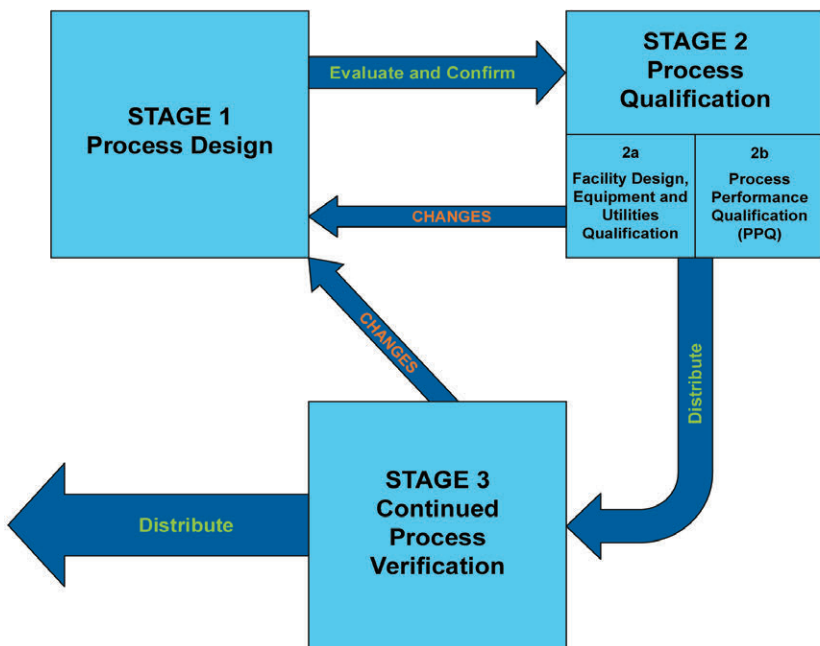 STAGE 1
Process Design
Evaluate and Confirm
STAGE 2
Process
Qualification
2a
Facility Design,
Equipment and
Utilities
Qualification
2b
Process
Performance
Qualification
(PPQ)
CHANGES
CHANGES
Distribute
STAGE 3
Continued
Process
Verification
Distribute